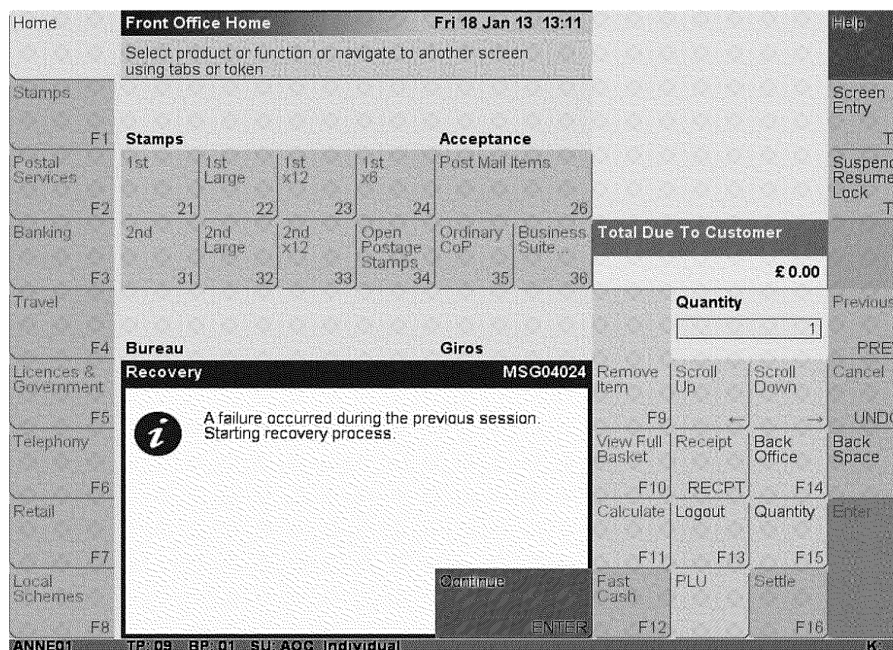 Home
Front Office Home Fri 18 Jan 13 13:11
Help
Select product or function or navigate to another screen
using tabs or token
Stamps
F1
Screen
Entry
T
Stamps
Acceptance
Postal
Services
F2
1st
21
1st
Large
22
1st
x12
23
1st
x6
24
Post Mail Items
26
Suspend
Resume
Lock
T
Banking
F3
2nd
31
2nd
Large
32
2nd
x12
33
Open
Postage
Stamps
34
Ordinary
CoP
35
Business
Suite...
36
Total Due To Customer
£ 0.00
Travel
F4
Quantity
1
Previous
PREV
Bureau
Giros
Licences &
Government
F5
Recovery MSG04024
A failure occurred during the previous session.
Starting recovery process.
Remove
Item
F9
Scroll
Up
←
Scroll
Down
→
Cancel
UNDO
Telephony
F6
View Full
Basket
F10
Receipt
RECPT
Back
Office
F14
Back
Space
Retail
F7
Calculate
F11
Logout
F13
Quantity
F15
Enter
Local
Schemes
F8
Continue
ENTER
Fast
Cash
F12
PLU
Settle
F16
ANNE01 TP: 09 BP: 01 SU: AOC Individual K: